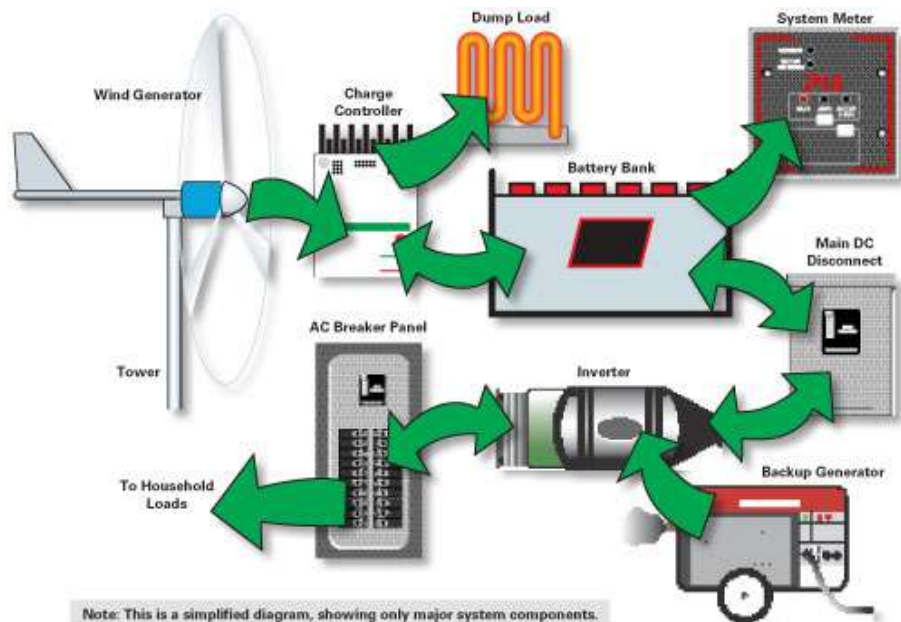 Dump Load
System Meter
Wind Generator
Charge
Controller
Battery Bank
Main DC
Disconnect
AC Breaker Panel
Tower
Inverter
To Household
Loads
Backup Generator
Note: This is a simplified diagram, showing only major system components.